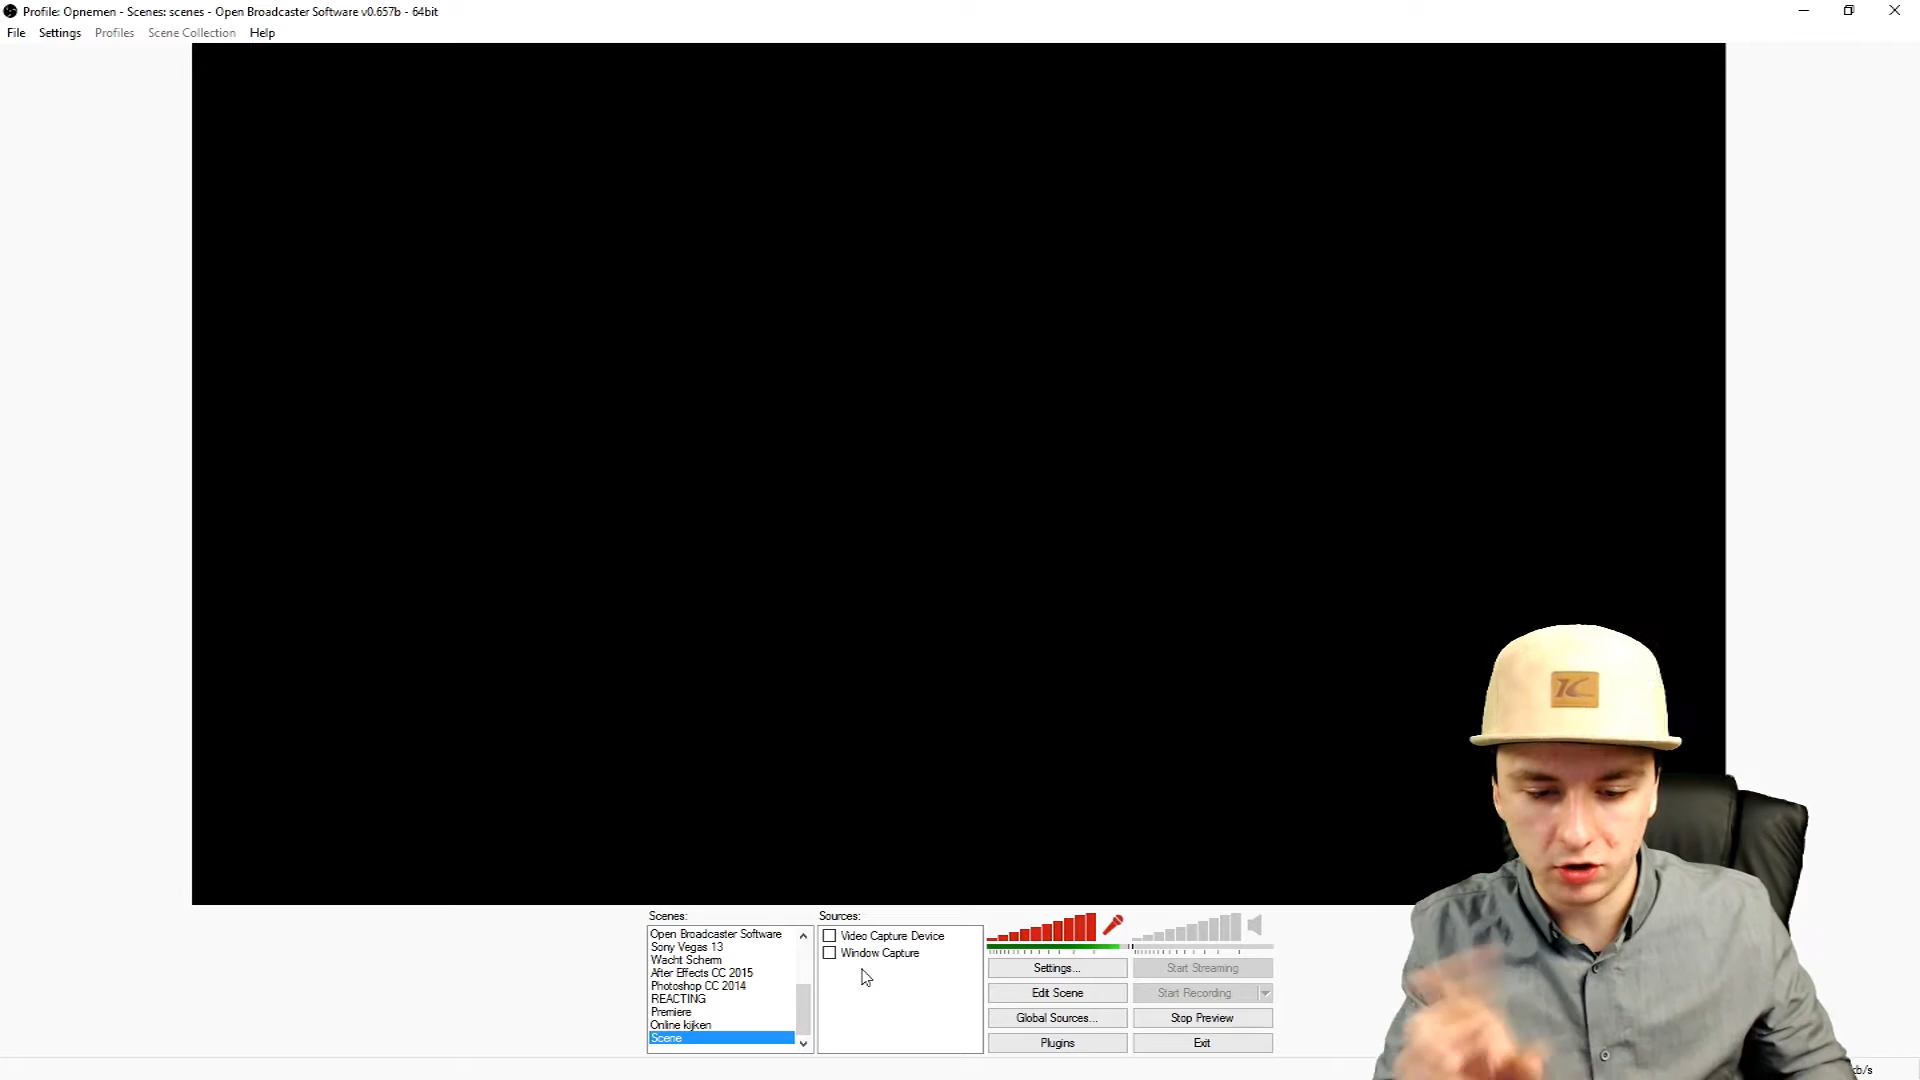 Profile: Opnemen - Scenes: scenes - Open Broadcaster Software v0.657b - 64bit
File Settings Profiles Scene Collection Help
Scenes:
Open Broadcaster Software
Sony Vegas 13
Wacht Scherm
After Effects CC 2015
Photoshop CC 2014
REACTING
Premiere
Online kijken
Scene
Sources:
Video Capture Device
Window Capture
Settings...
Start Streaming
Edit Scene
Start Recording
Global Sources...
Stop Preview
Plugins
Exit